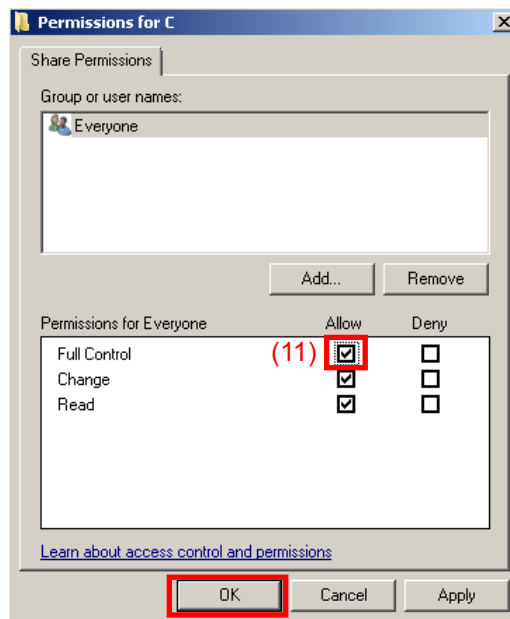 Permissions for C
Share Permissions
Group or user names:
Everyone
Add... Remove
Permissions for Everyone Allow Deny
Full Control (11)
Change
Read
Learn about access control and permissions
OK Cancel Apply